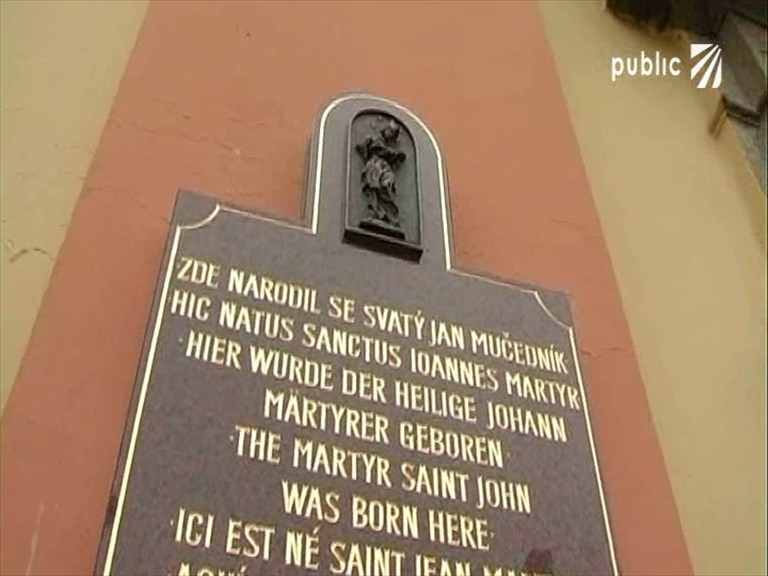 public
ZDE NARODIL SE SVATÝ JAN MUČEDNÍK
HIC NATUS SANCTUS IOANNES MARTYR
HIER WURDE DER HEILIGE JOHANN
MÄRTYRER GEBOREN
THE MARTYR SAINT JOHN
WAS BORN HERE
ICI EST NÉ SAINT JEAN